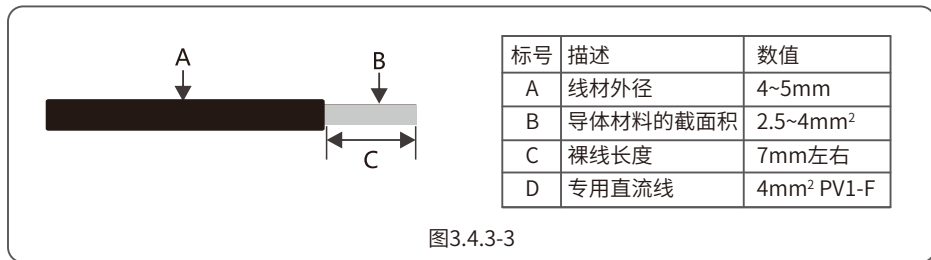 A
B
C
标号 描述 数值
A 线材外径 4~5mm
B 导体材料的截面积 2.5~4mm²
C 裸线长度 7mm左右
D 专用直流线 4mm² PV1-F
图3.4.3-3